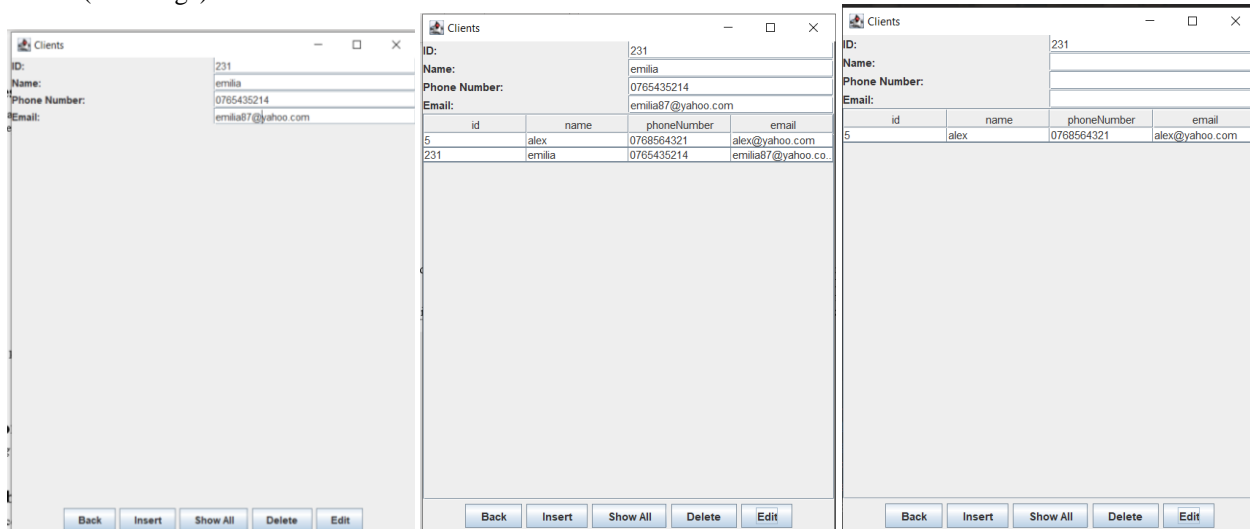 Clients
ID: 231
Name: emilia
Phone Number: 0765435214
Email: emilia87@yahoo.com
Back Insert Show All Delete Edit
Clients
ID: 231
Name: emilia
Phone Number: 0765435214
Email: emilia87@yahoo.com
id name phoneNumber email
5 alex 0768564321 alex@yahoo.com
231 emilia 0765435214 emilia87@yahoo.co..
Back Insert Show All Delete Edit
Clients
ID: 231
Name:
Phone Number:
Email:
id name phoneNumber email
5 alex 0768564321 alex@yahoo.com
Back Insert Show All Delete Edit